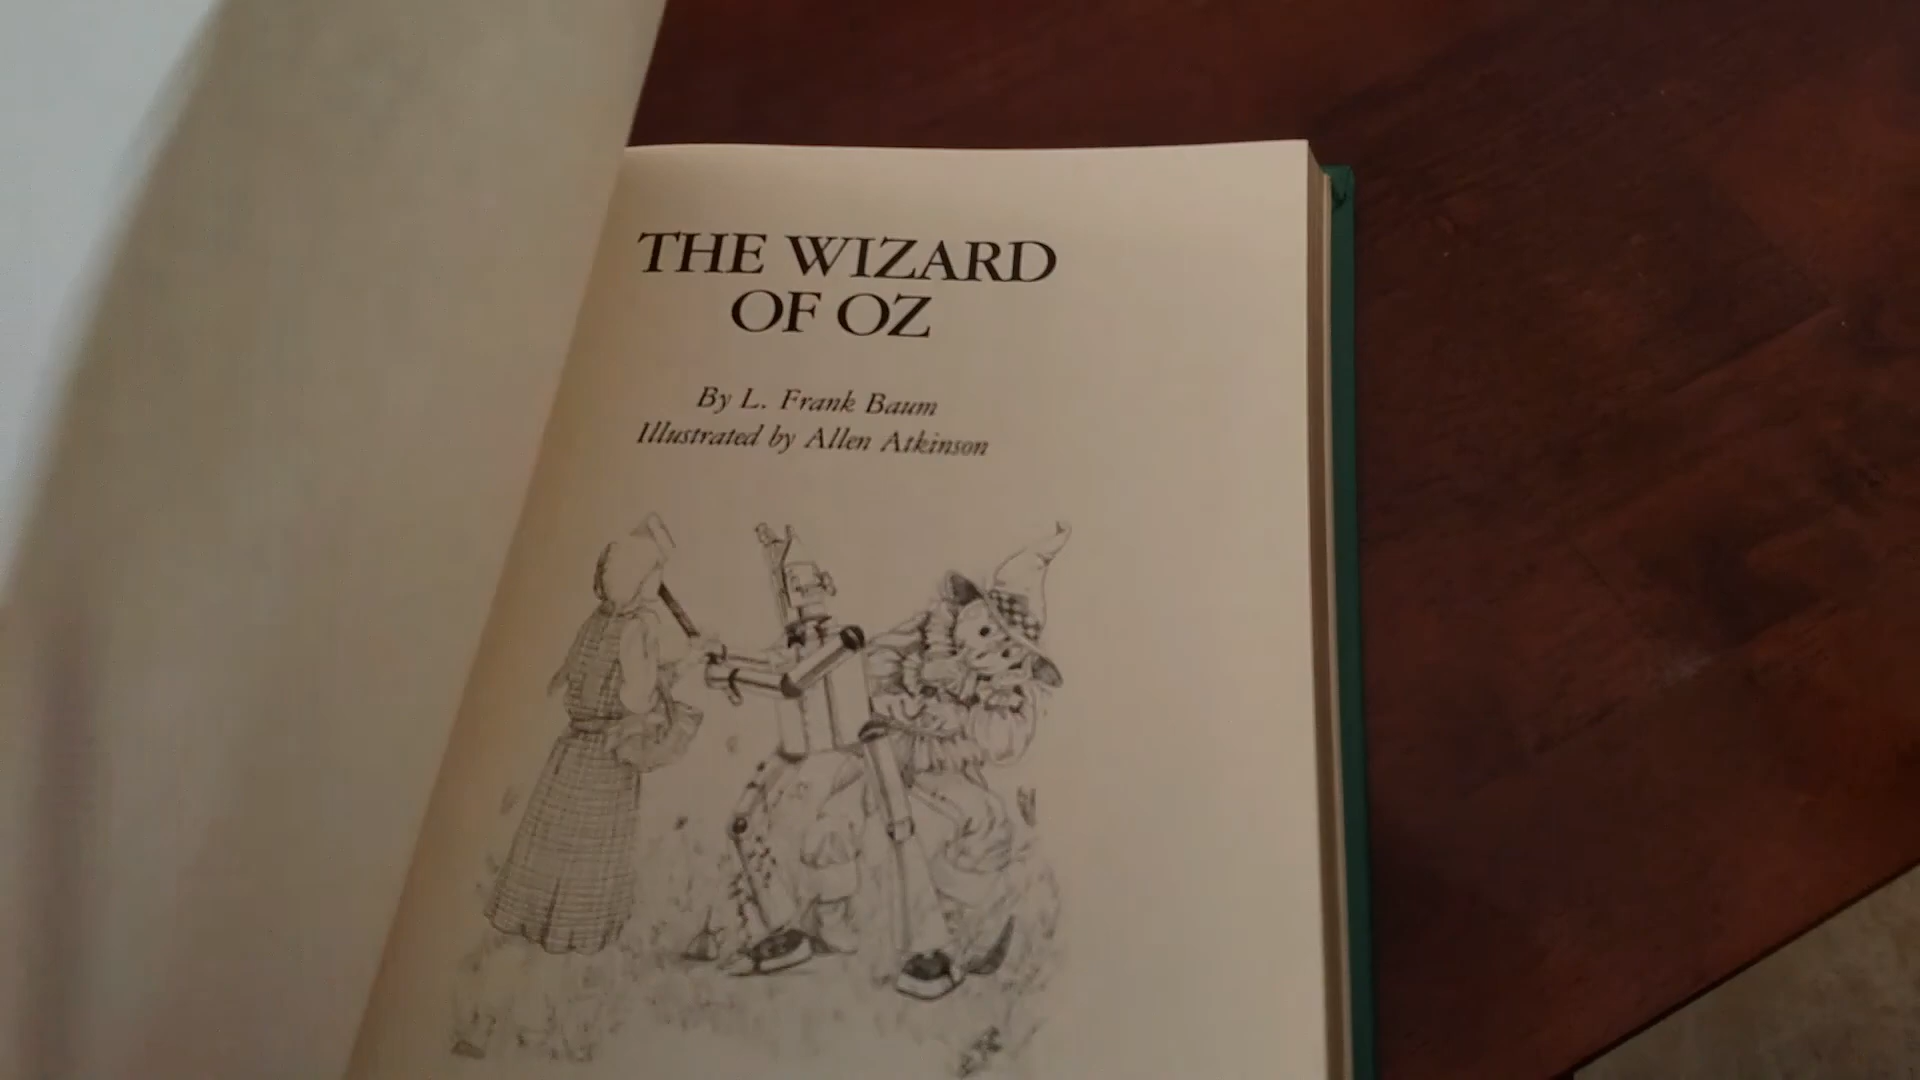 THE WIZARD
OF OZ
By L. Frank Baum
Illustrated by Allen Atkinson